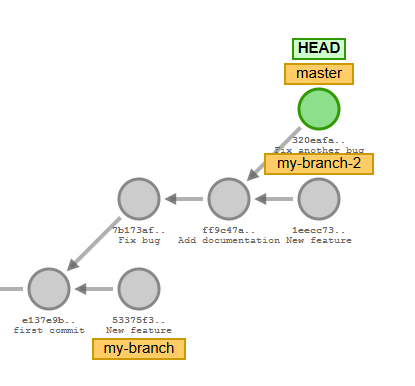 HEAD
master
320eafa..
Fix another bug
my-branch-2
7b173af..
Fix bug
ff9c47a..
Add documentation
1eecc73..
New feature
e137e9b..
first commit
53375f3..
New feature
my-branch